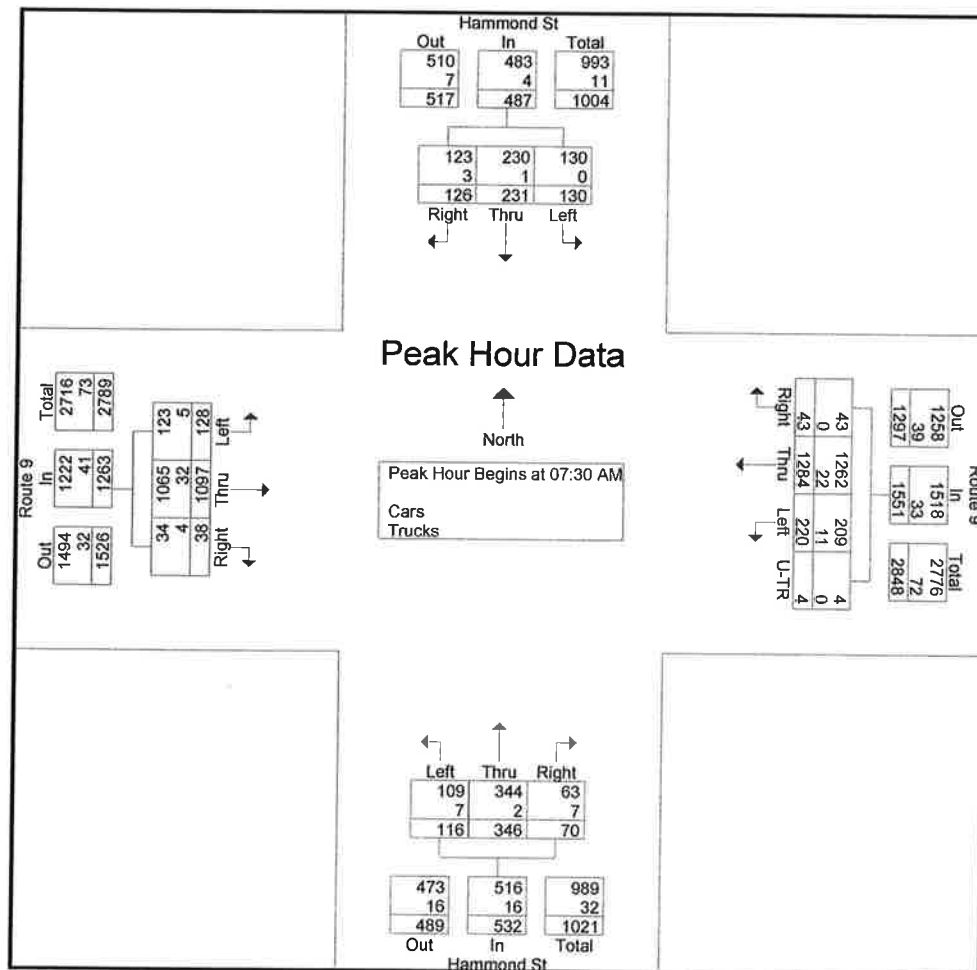 Hammond St
Out In Total
510 483 993
7 4 11
517 487 1004
123 230 130
3 1 0
126 231 130
Right Thru Left
Peak Hour Data
North
Peak Hour Begins at 07:30 AM
Cars
Trucks
Route 9
Out In Total
1494 1222 2716
32 41 73
1526 1263 2789
Left Thru Right
123 1065 34
5 32 4
128 1097 38
Route 9
Out In Total
1258 1518 2776
39 33 72
1297 1551 2848
43 1262 209 4
0 22 11 0
43 1284 220 4
Right Thru Left U-TR
Left Thru Right
109 344 63
7 2 7
116 346 70
473 516 989
16 16 32
489 532 1021
Out In Total
Hammond St